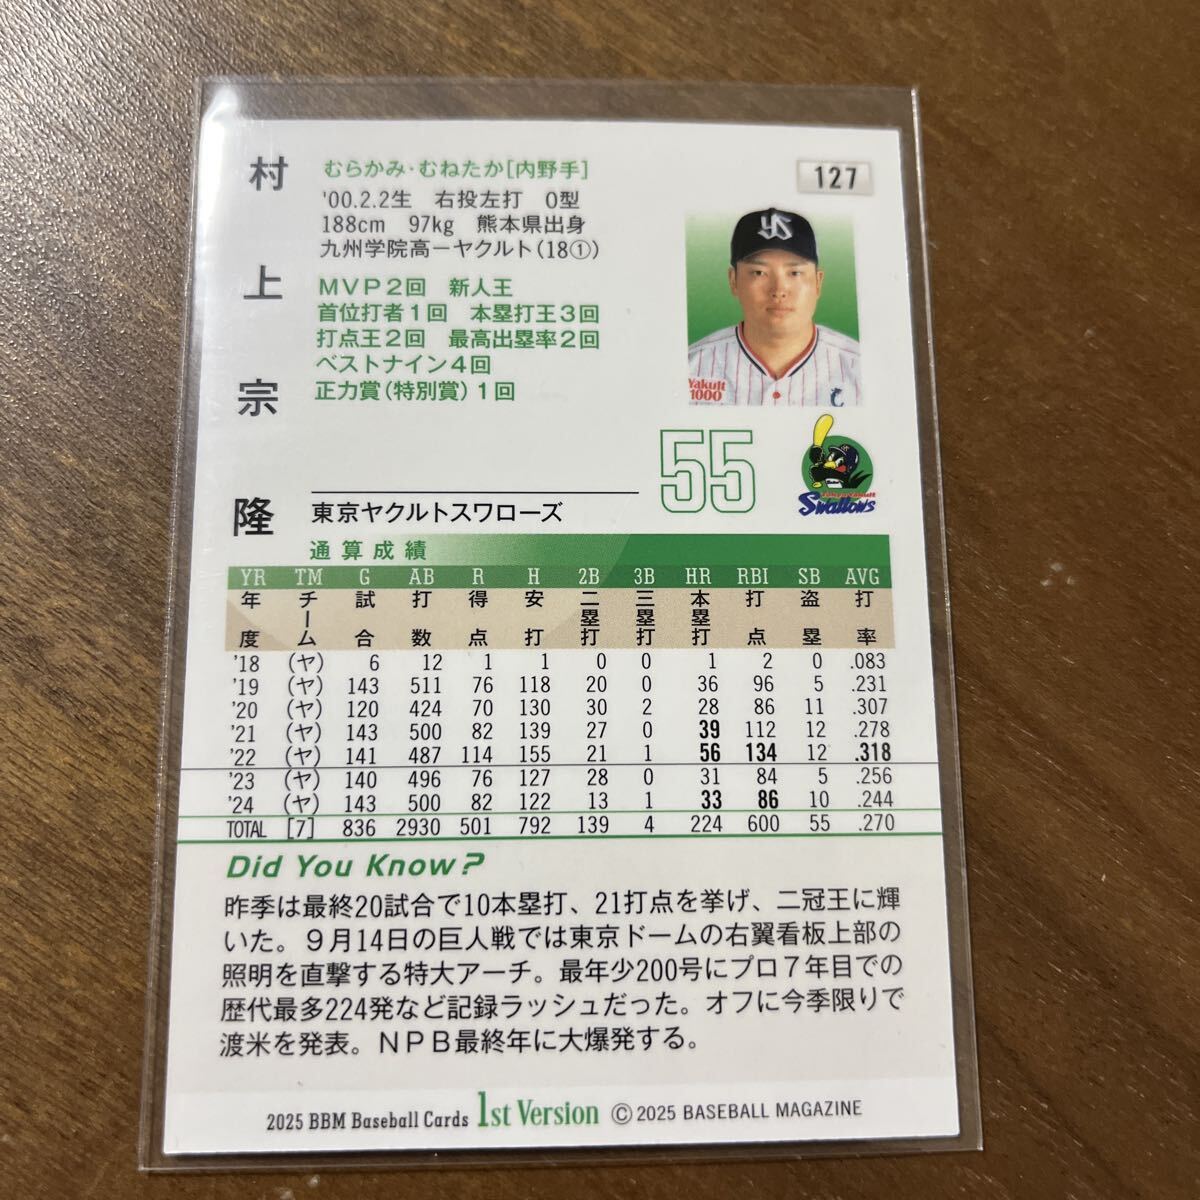 村上宗隆
むらかみ・むねたか[内野手]
'00.2.2生 右投左打 O型
188cm 97kg 熊本県出身
九州学院高ーヤクルト(18①)
MVP2回 新人王
首位打者1回 本塁打王3回
打点王2回 最高出塁率2回
ベストナイン4回
正力賞(特別賞)1回
127
Yakult
1000
55
Tokyo Yakult
Swallows
東京ヤクルトスワローズ
通算成績
YR TM G AB R H 2B 3B HR RBI SB AVG
年度 チーム 試合 打数 得点 安打 二塁打 三塁打 本塁打 打点 盗塁 打率
'18 (ヤ) 6 12 1 1 0 0 1 2 0 .083
'19 (ヤ) 143 511 76 118 20 0 36 96 5 .231
'20 (ヤ) 120 424 70 130 30 2 28 86 11 .307
'21 (ヤ) 143 500 82 139 27 0 39 112 12 .278
'22 (ヤ) 141 487 114 155 21 1 56 134 12 .318
'23 (ヤ) 140 496 76 127 28 0 31 84 5 .256
'24 (ヤ) 143 500 82 122 13 1 33 86 10 .244
TOTAL [7] 836 2930 501 792 139 4 224 600 55 .270
Did You Know?
昨季は最終20試合で10本塁打、21打点を挙げ、二冠王に輝
いた。9月14日の巨人戦では東京ドームの右翼看板上部の
照明を直撃する特大アーチ。最年少200号にプロ7年目での
歴代最多224発など記録ラッシュだった。オフに今季限りで
渡米を発表。NPB最終年に大爆発する。
2025 BBM Baseball Cards 1st Version ©2025 BASEBALL MAGAZINE